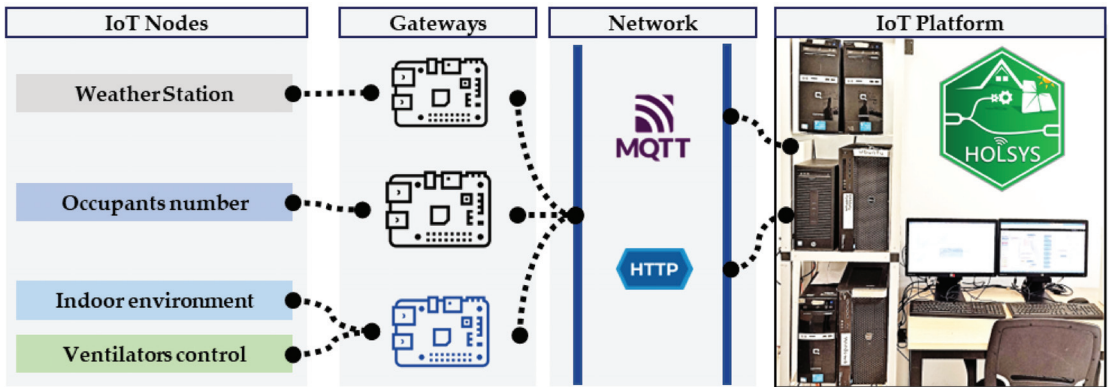 IoT Nodes
Gateways
Network
IoT Platform
Weather Station
Occupants number
Indoor environment
Ventilators control
MQTT
HTTP
HOLSYS